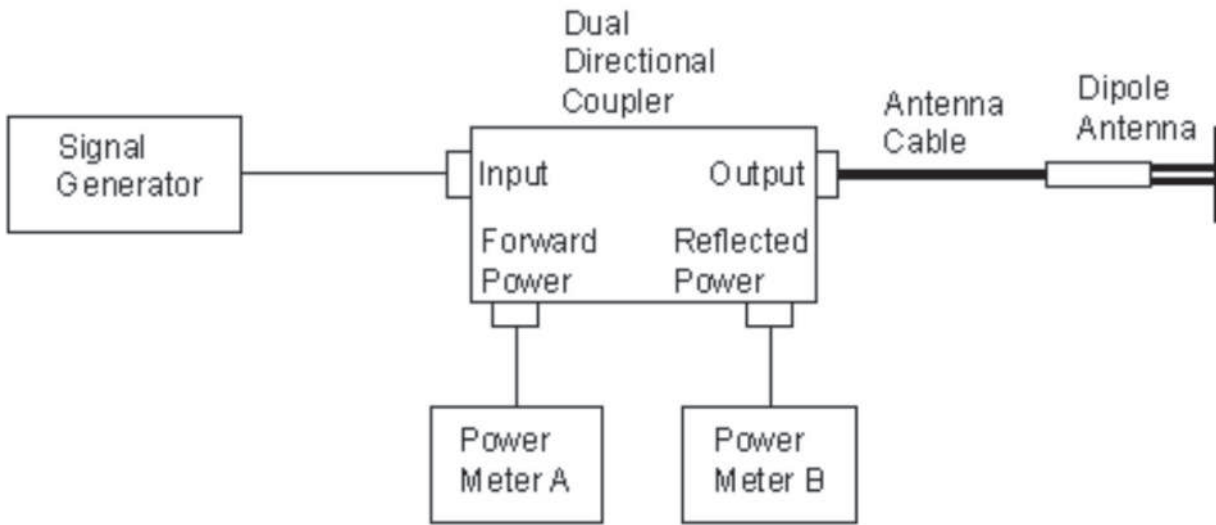 Dual
Directional
Coupler
Signal
Generator
Input
Output
Forward
Power
Reflected
Power
Antenna
Cable
Dipole
Antenna
Power
Meter A
Power
Meter B